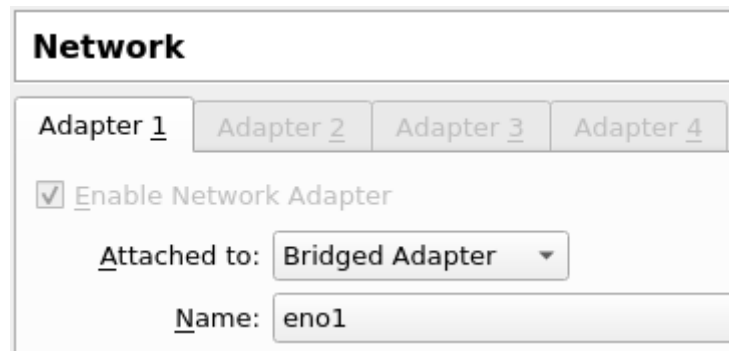 Network
Adapter 1 Adapter 2 Adapter 3 Adapter 4
Enable Network Adapter
Attached to: Bridged Adapter
Name: eno1